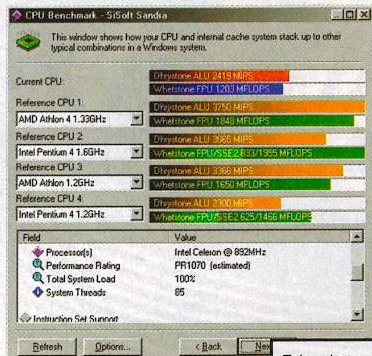 CPU Benchmark - SiSoft Sandra
This window shows how your CPU and internal cache system stack up to other
typical combinations in a Windows system.
Current CPU:
Dhrystone ALU 2419 MIPS
Whetstone FPU 1203 MFLOPS
Reference CPU 1:
AMD Athlon 4 1.33GHz
Dhrystone ALU 3750 MIPS
Whetstone FPU 1840 MFLOPS
Reference CPU 2:
Intel Pentium 4 1.6GHz
Dhrystone ALU 3065 MIPS
Whetstone FPU/SSE2 833/1955 MFLOPS
Reference CPU 3
AMD Athlon 1.2GHz
Dhrystone ALU 3366 MIPS
Whetstone FPU 1650 MFLOPS
Reference CPU 4
Intel Pentium 4 1.2GHz
Dhrystone ALU 2300 MIPS
Whetstone FPU/SSE2 625/1466 MFLOPS
Field Value
Processor(s) Intel Celeron @ 892MHz
Performance Rating PR1070 (estimated)
Total System Load 100%
System Threads 85
Instruction Set Support
Refresh Options... < Back Nex